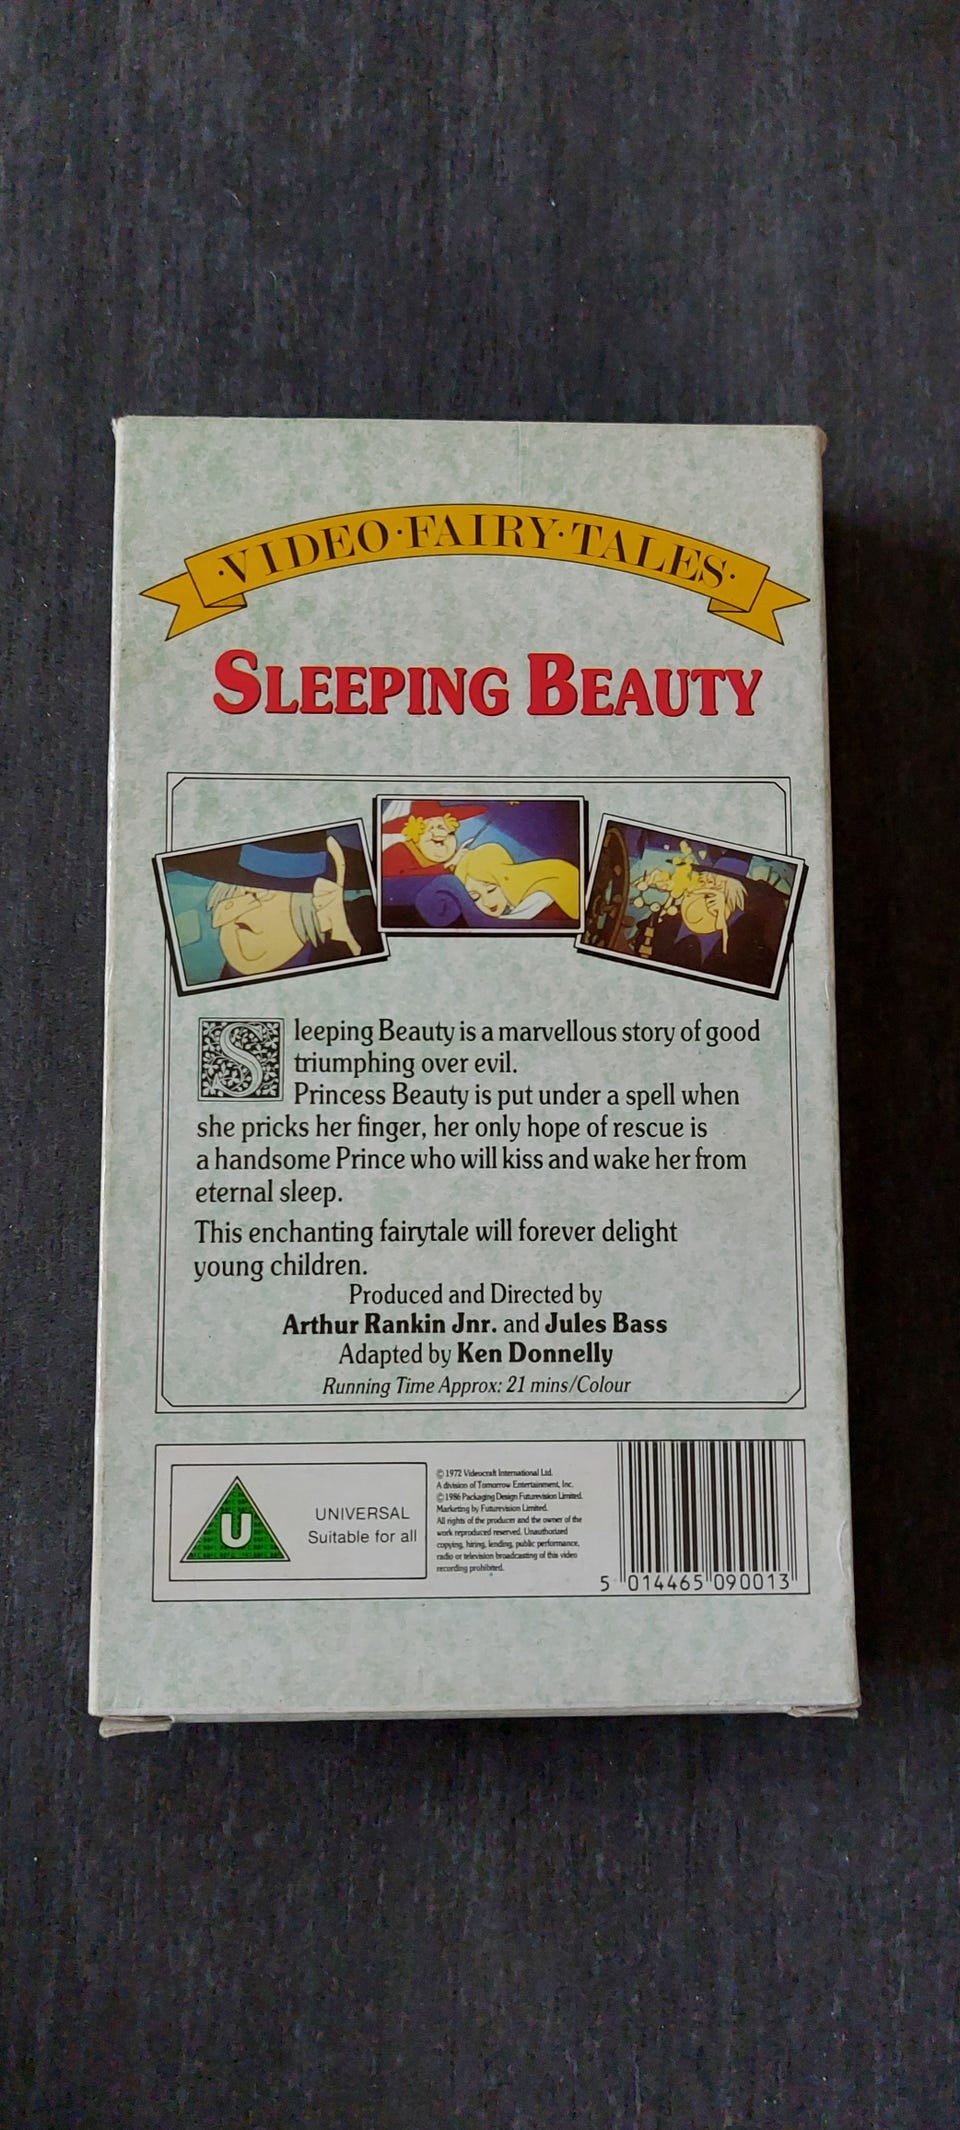 ·VIDEO·FAIRY·TALES·
SLEEPING BEAUTY
Sleeping Beauty is a marvellous story of good
triumphing over evil.
Princess Beauty is put under a spell when
she pricks her finger, her only hope of rescue is
a handsome Prince who will kiss and wake her from
eternal sleep.
This enchanting fairytale will forever delight
young children.
Produced and Directed by
Arthur Rankin Jnr. and Jules Bass
Adapted by Ken Donnelly
Running Time Approx: 21 mins/Colour
U
UNIVERSAL
Suitable for all
© 1972 Videocraft International Ltd.
A division of Tomorrow Entertainment, Inc.
© 1986 Packaging Design Futurevision Limited.
Marketing by Futurevision Limited.
All rights of the producer and the owner of the
work reproduced reserved. Unauthorized
copying, hiring, lending, public performance,
radio or television broadcasting of this video
recording prohibited.
5 014465 090013